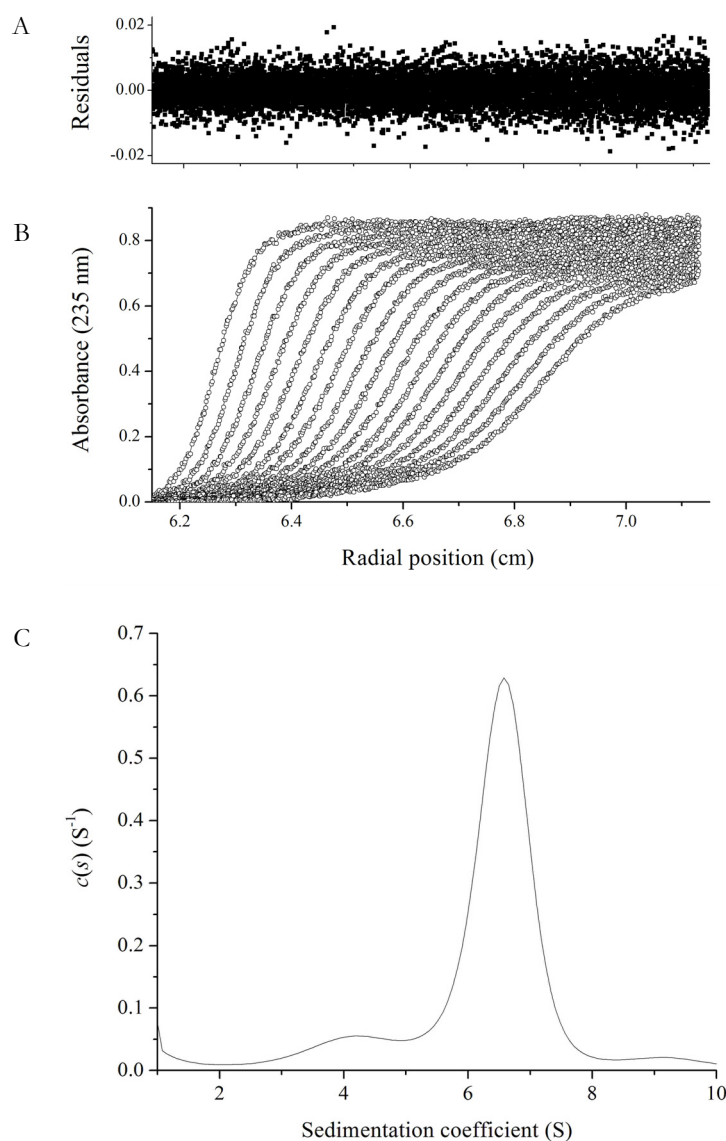 A
Residuals
0.02
0.00
-0.02
B
Absorbance (235 nm)
0.8
0.6
0.4
0.2
0.0
6.2 6.4 6.6 6.8 7.0
Radial position (cm)
C
c(s) (S⁻¹)
0.7
0.6
0.5
0.4
0.3
0.2
0.1
0.0
2 4 6 8 10
Sedimentation coefficient (S)